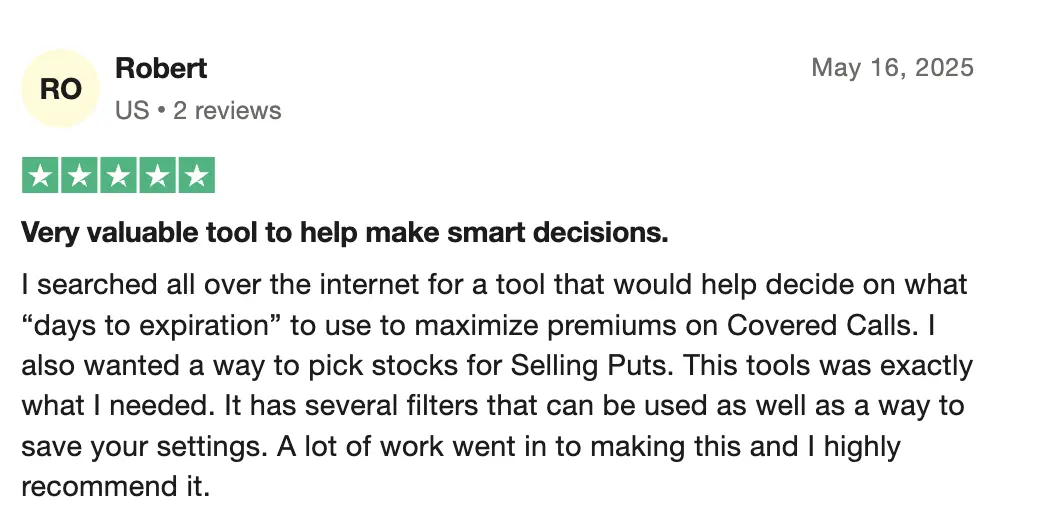 RO
Robert
May 16, 2025
US • 2 reviews
Very valuable tool to help make smart decisions.
I searched all over the internet for a tool that would help decide on what
“days to expiration” to use to maximize premiums on Covered Calls. I
also wanted a way to pick stocks for Selling Puts. This tools was exactly
what I needed. It has several filters that can be used as well as a way to
save your settings. A lot of work went in to making this and I highly
recommend it.